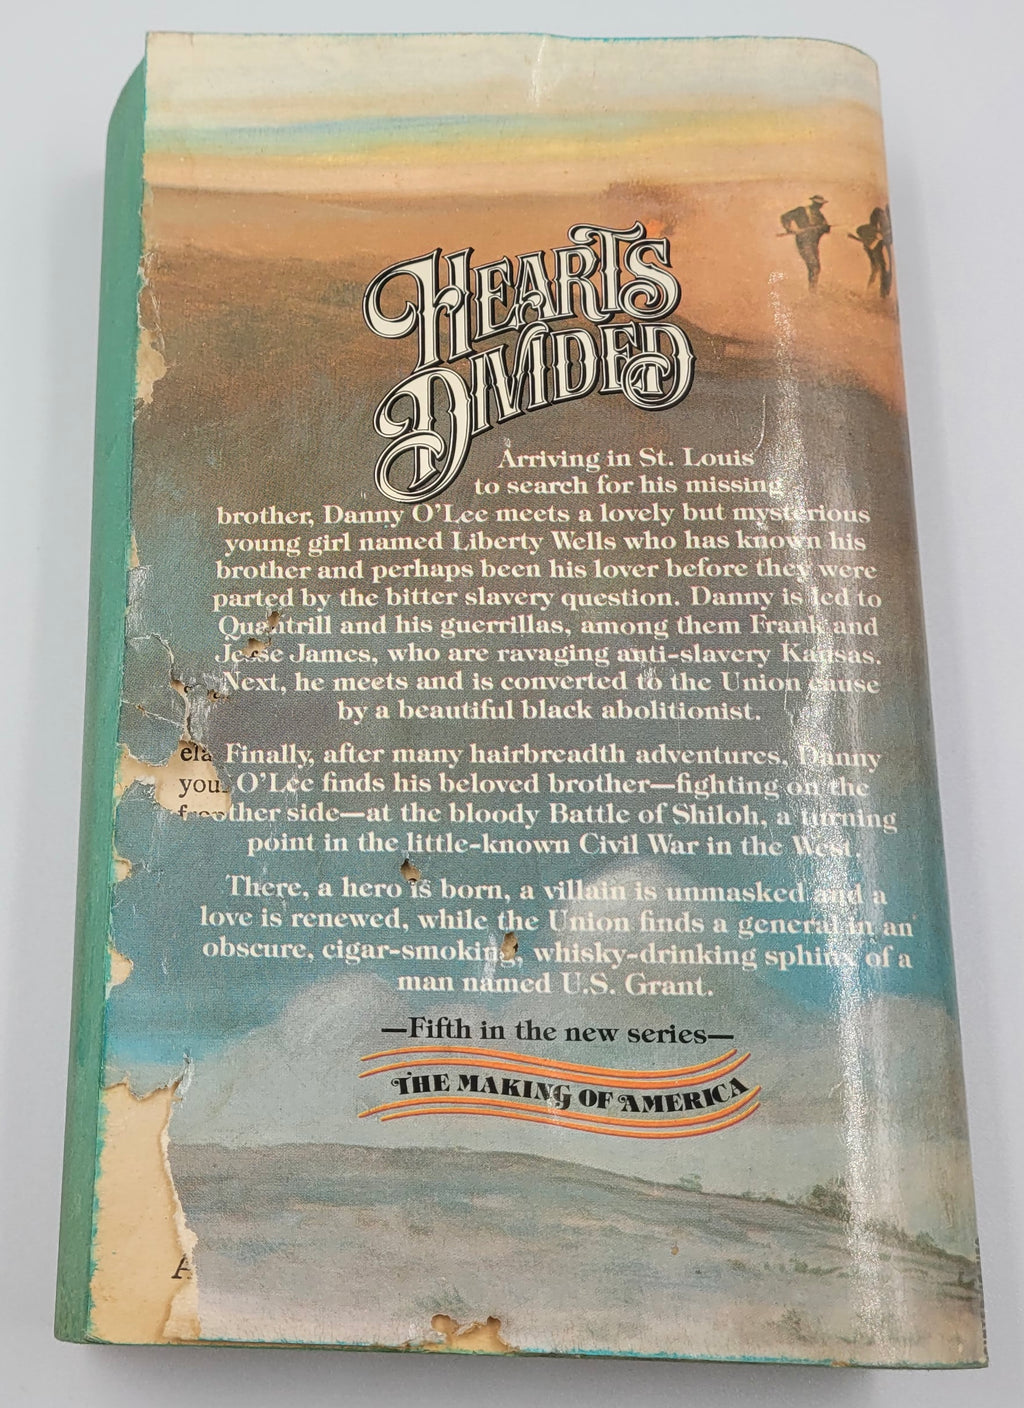 HEARTS
DIVIDED
Arriving in St. Louis
to search for his missing
brother, Danny O'Lee meets a lovely but mysterious
young girl named Liberty Wells who has known his
brother and perhaps been his lover before they were
parted by the bitter slavery question. Danny is led to
Quantrill and his guerrillas, among them Frank and
Jesse James, who are ravaging anti-slavery Kansas.
Next, he meets and is converted to the Union cause
by a beautiful black abolitionist.
ela Finally, after many hairbreadth adventures, Danny
you O'Lee finds his beloved brother—fighting on the
other side—at the bloody Battle of Shiloh, a turning
point in the little-known Civil War in the West.
There, a hero is born, a villain is unmasked and a
love is renewed, while the Union finds a general in an
obscure, cigar-smoking, whisky-drinking sphinx of a
man named U.S. Grant.
—Fifth in the new series—
THE MAKING OF AMERICA
A